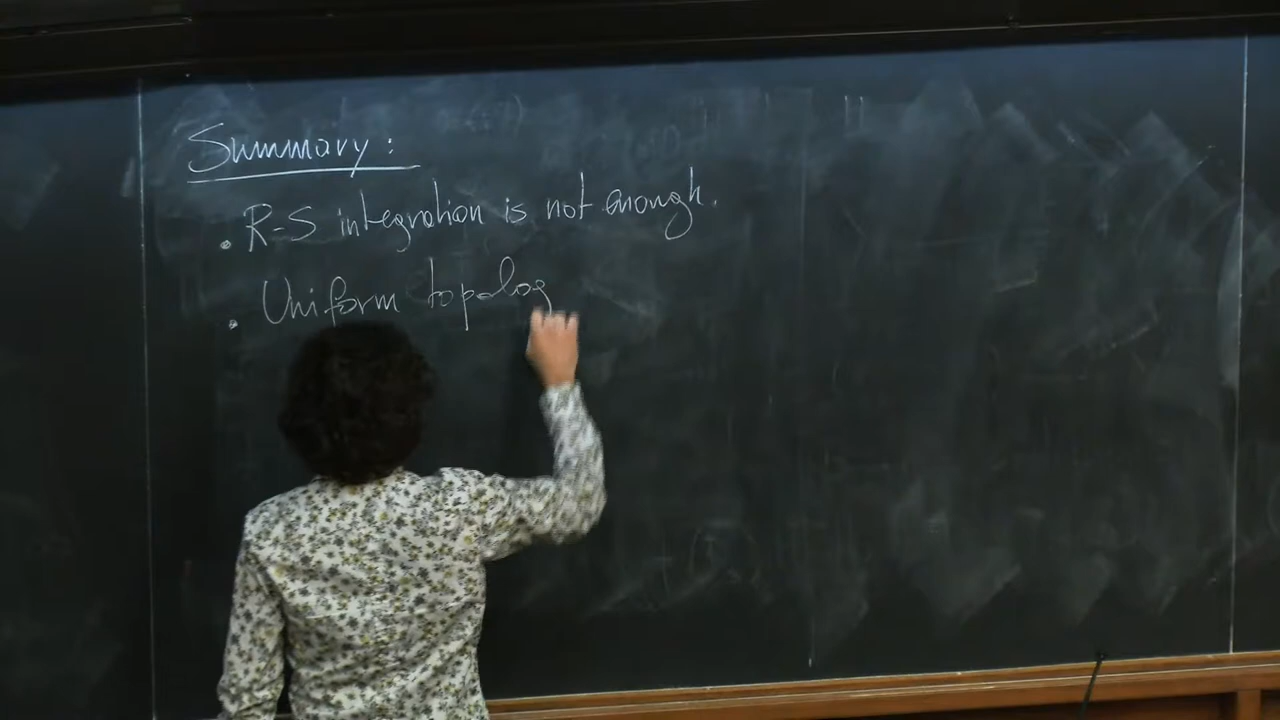 Summary:
• R-S integration is not enough.
• Uniform topolog